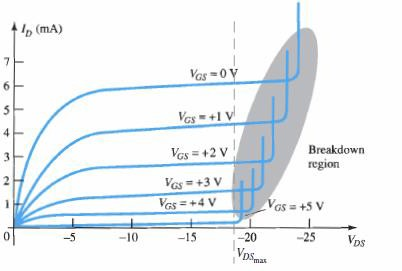 I_D (mA)
7
V_GS = 0 V
6
5
V_GS = +1 V
4
V_GS = +2 V
3
Breakdown
region
2
V_GS = +3 V
V_GS = +4 V
V_GS = +5 V
1
0
−5
−10
−15
−20
−25
V_DS
V_DSmax